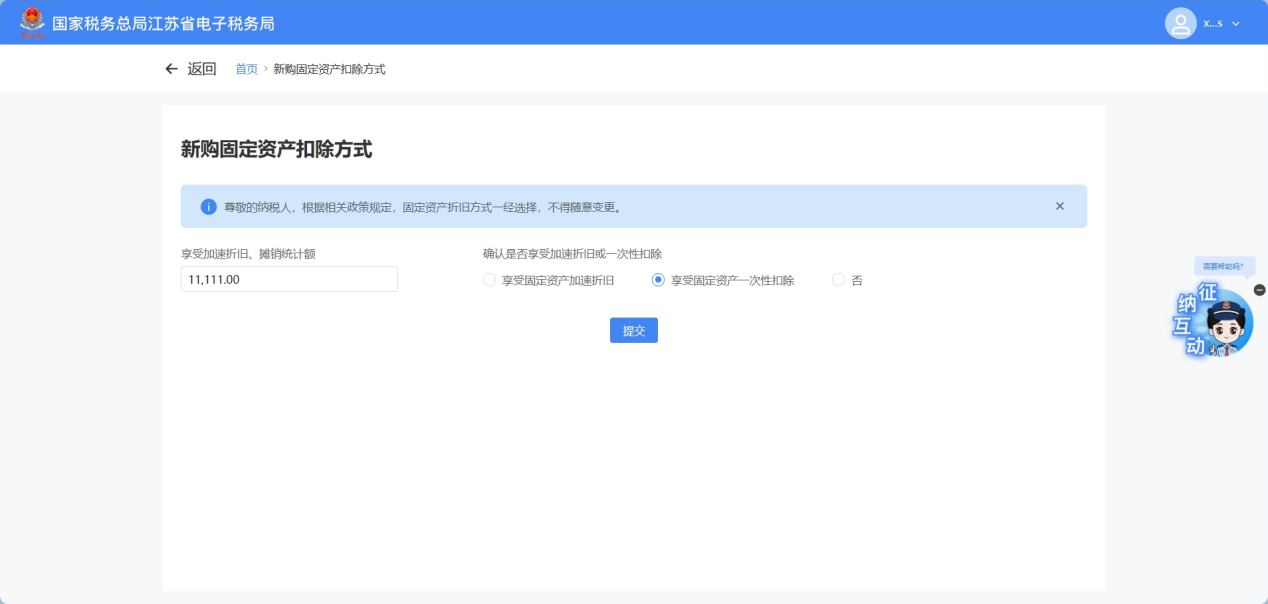 国家税务总局江苏省电子税务局
x...s
返回 首页 › 新购固定资产扣除方式
新购固定资产扣除方式
尊敬的纳税人，根据相关政策规定，固定资产折旧方式一经选择，不得随意变更。
享受加速折旧、摊销统计额
11,111.00
确认是否享受加速折旧或一次性扣除
享受固定资产加速折旧 享受固定资产一次性扣除 否
提交
需要帮助吗?
征纳互动